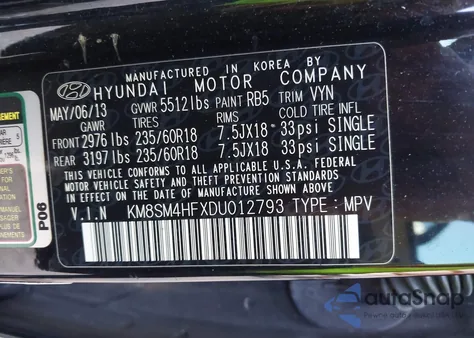 MADE IN KOREA
HYUNDAI MOTOR COMPANY
MAY/06/13 GVWR 5512lbs PAINT RB5 TRIM VYN
GAWR TIRES RIMS COLD TIRE INFL
FRONT 2976 lbs 235/60R18 7.5JX18 - 33psi SINGLE
REAR 3197 lbs 235/60R18 7.5JX18 - 33psi SINGLE
THIS VEHICLE CONFORMS TO ALL APPLICABLE U.S.A. FEDERAL
MOTOR VEHICLE SAFETY, BUMPER, AND THEFT PREVENTION
STANDARDS IN EFFECT ON THE DATE OF MANUFACTURE SHOWN ABOVE.
V.I.N KM8SM4HFXDU012793 TYPE : MPV
P06
5
autoSnap